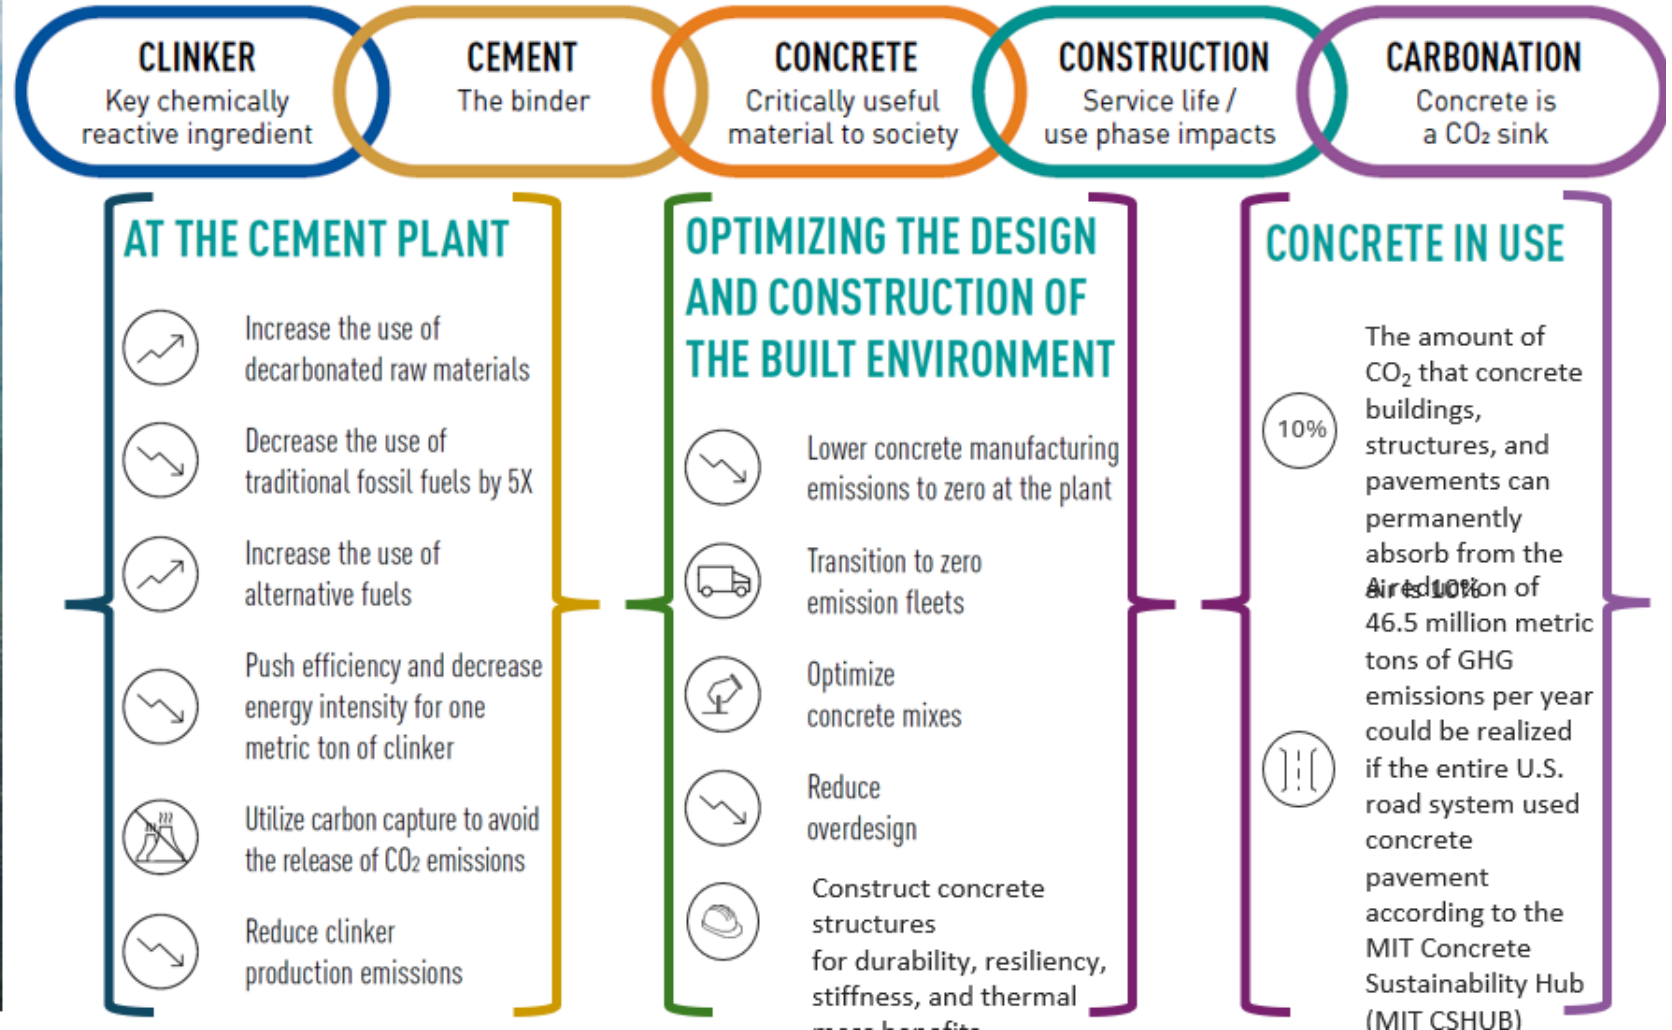 CLINKER
Key chemically
reactive ingredient
CEMENT
The binder
CONCRETE
Critically useful
material to society
CONSTRUCTION
Service life /
use phase impacts
CARBONATION
Concrete is
a CO₂ sink
AT THE CEMENT PLANT
Increase the use of
decarbonated raw materials
Decrease the use of
traditional fossil fuels by 5X
Increase the use of
alternative fuels
Push efficiency and decrease
energy intensity for one
metric ton of clinker
Utilize carbon capture to avoid
the release of CO₂ emissions
Reduce clinker
production emissions
OPTIMIZING THE DESIGN
AND CONSTRUCTION OF
THE BUILT ENVIRONMENT
Lower concrete manufacturing
emissions to zero at the plant
Transition to zero
emission fleets
Optimize
concrete mixes
Reduce
overdesign
Construct concrete
structures
for durability, resiliency,
stiffness, and thermal
CONCRETE IN USE
10%
The amount of
CO₂ that concrete
buildings,
structures, and
pavements can
permanently
absorb from the
air is 10%
A reduction of
46.5 million metric
tons of GHG
emissions per year
could be realized
if the entire U.S.
road system used
concrete
pavement
according to the
MIT Concrete
Sustainability Hub
(MIT CSHUB)